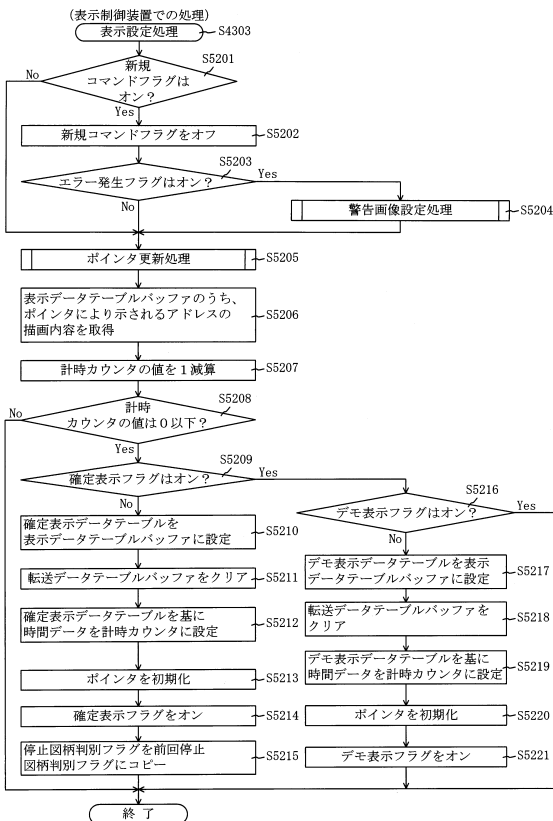 (表示制御装置での処理)
表示設定処理
S4303
新規
コマンドフラグは
オン?
S5201
No
Yes
新規コマンドフラグをオフ
S5202
エラー発生フラグはオン?
S5203
Yes
No
警告画像設定処理
S5204
ポインタ更新処理
S5205
表示データテーブルバッファのうち、
ポインタにより示されるアドレスの
描画内容を取得
S5206
計時カウンタの値を1減算
S5207
計時
カウンタの値は0以下?
S5208
No
Yes
確定表示フラグはオン?
S5209
Yes
No
確定表示データテーブルを
表示データテーブルバッファに設定
S5210
転送データテーブルバッファをクリア
S5211
確定表示データテーブルを基に
時間データを計時カウンタに設定
S5212
ポインタを初期化
S5213
確定表示フラグをオン
S5214
停止図柄判別フラグを前回停止
図柄判別フラグにコピー
S5215
デモ表示フラグはオン?
S5216
Yes
No
デモ表示データテーブルを表示
データテーブルバッファに設定
S5217
転送データテーブルバッファを
クリア
S5218
デモ表示データテーブルを基に
時間データを計時カウンタに設定
S5219
ポインタを初期化
S5220
デモ表示フラグをオン
S5221
終了